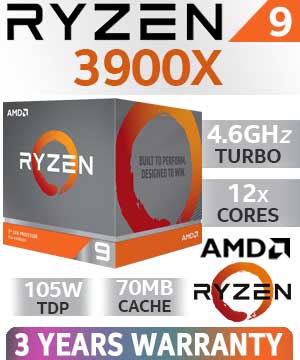 RYZEN 9
3900X
AMD
RYZEN
BUILT TO PERFORM.
DESIGNED TO WIN.
9
4.6GHz
TURBO
12x
CORES
105W
TDP
70MB
CACHE
AMD
RYZEN
3 YEARS WARRANTY